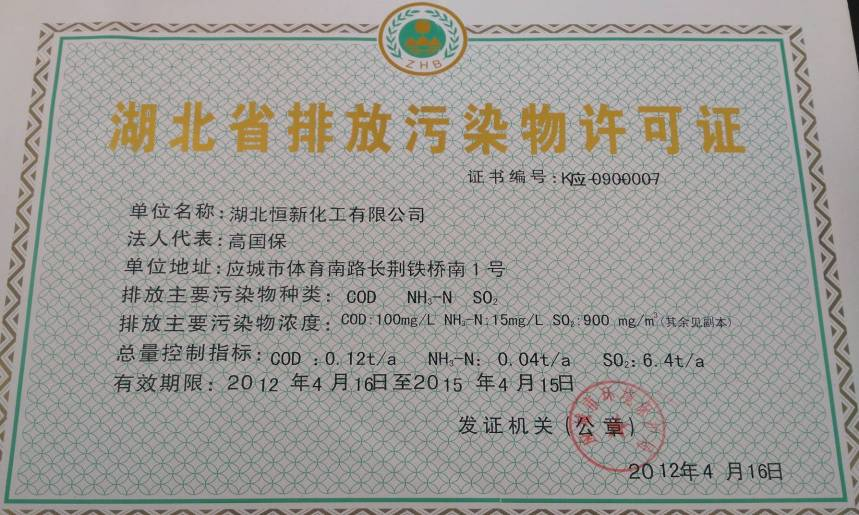 ZHB
湖北省排放污染物许可证
证书编号:K应-0900007
单位名称:湖北恒新化工有限公司
法人代表:高国保
单位地址:应城市体育南路长荆铁桥南1号
排放主要污染物种类: COD NH₃-N SO₂
排放主要污染物浓度: COD:100mg/L NH₃-N:15mg/L SO₂:900 mg/m³(其余见副本)
总量控制指标:COD :0.12t/a NH₃-N: 0.04t/a SO₂:6.4t/a
有效期限: 2012 年4 月16日至2015 年4 月15日
发证机关(公章)
2012年4 月16日